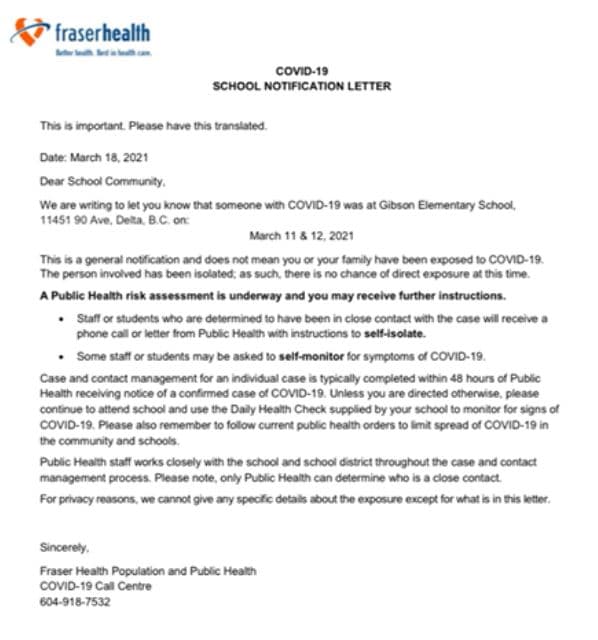 fraserhealth
Better health. Best in health care.
COVID-19
SCHOOL NOTIFICATION LETTER
This is important. Please have this translated.
Date: March 18, 2021
Dear School Community,
We are writing to let you know that someone with COVID-19 was at Gibson Elementary School,
11451 90 Ave, Delta, B.C. on:
March 11 & 12, 2021
This is a general notification and does not mean you or your family have been exposed to COVID-19.
The person involved has been isolated; as such, there is no chance of direct exposure at this time.
A Public Health risk assessment is underway and you may receive further instructions.
• Staff or students who are determined to have been in close contact with the case will receive a
phone call or letter from Public Health with instructions to self-isolate.
• Some staff or students may be asked to self-monitor for symptoms of COVID-19.
Case and contact management for an individual case is typically completed within 48 hours of Public
Health receiving notice of a confirmed case of COVID-19. Unless you are directed otherwise, please
continue to attend school and use the Daily Health Check supplied by your school to monitor for signs of
COVID-19. Please also remember to follow current public health orders to limit spread of COVID-19 in
the community and schools.
Public Health staff works closely with the school and school district throughout the case and contact
management process. Please note, only Public Health can determine who is a close contact.
For privacy reasons, we cannot give any specific details about the exposure except for what is in this letter.
Sincerely,
Fraser Health Population and Public Health
COVID-19 Call Centre
604-918-7532